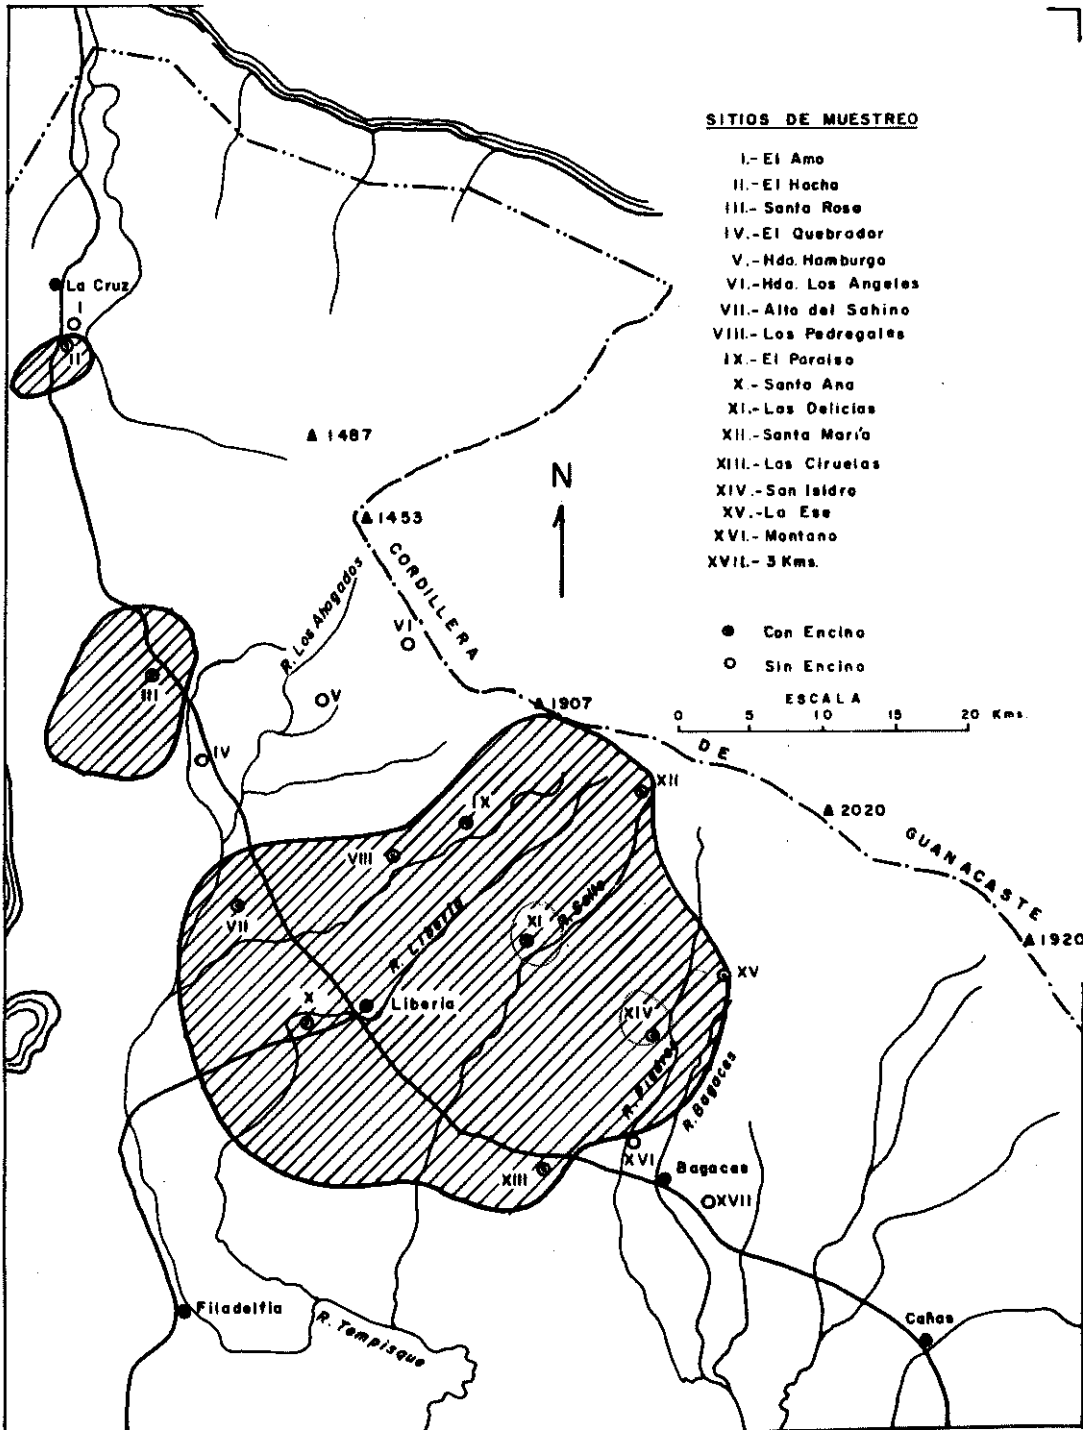 SITIOS DE MUESTREO
I.- El Amo
II.- El Hacha
III.- Santa Rosa
IV.- El Quebrador
V.- Hda. Hamburgo
VI.- Hda. Los Angeles
VII.- Alto del Sahino
VIII.- Los Pedregales
IX.- El Paraiso
X.- Santa Ana
XI.- Las Delicias
XII.- Santa María
XIII.- Las Ciruelas
XIV.- San Isidro
XV.- La Ese
XVI.- Montano
XVII.- 3 Kms.
Con Encino
Sin Encino
ESCALA
0 5 10 15 20 Kms.
N
La Cruz
I
II
1487
1453
CORDILLERA
R. Los Ahogados
VI
III
V
1907
IV
DE
XII
IX
2020
VIII
GUANACASTE
VII
R. Liberia
XI
R. Salto
1920
XV
X
Liberia
XIV
R. Piedras
R. Bagaces
XVI
XIII
Bagaces
XVII
Filadelfia
R. Tempisque
Cañas